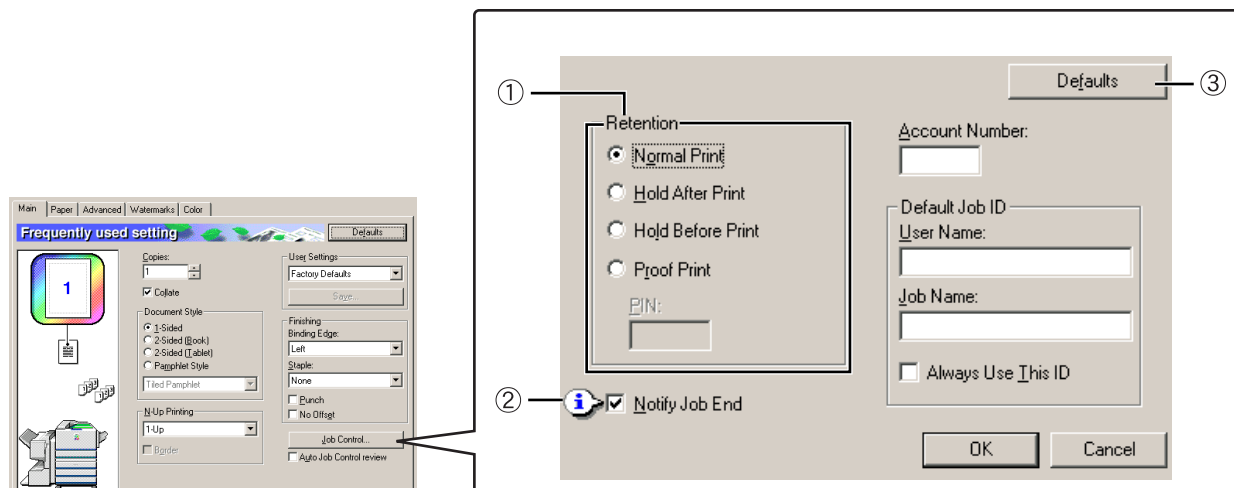 Main Paper Advanced Watermarks Color
Frequently used setting
Defaults
1
Copies:
1
Collate
Document Style
1-Sided
2-Sided (Book)
2-Sided (Tablet)
Pamphlet Style
Tiled Pamphlet
N-Up Printing
1-Up
Border
User Settings
Factory Defaults
Save...
Finishing
Binding Edge:
Left
Staple:
None
Punch
No Offset
Job Control...
Auto Job Control review
①
Retention
Normal Print
Hold After Print
Hold Before Print
Proof Print
PIN:
②
i
Notify Job End
Defaults
③
Account Number:
Default Job ID
User Name:
Job Name:
Always Use This ID
OK Cancel